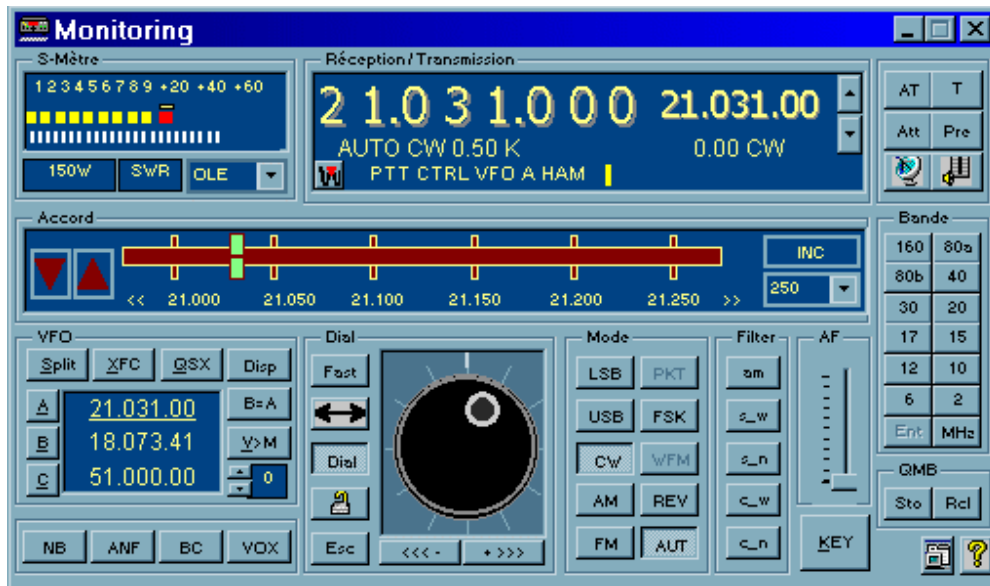 Monitoring
S-Mètre
1 2 3 4 5 6 7 8 9 +20 +40 +60
150W SWR OLE
Réception / Transmission
2 1.0 3 1.0 0 0 21.031.00
AUTO CW 0.50 K 0.00 CW
PTT CTRL VFO A HAM
AT T
Att Pre
Accord
<< 21.000 21.050 21.100 21.150 21.200 21.250 >>
INC
250
Bande
160 80a
80b 40
30 20
17 15
12 10
6 2
Ent MHz
VFO
Split XFC QSX Disp
A 21.031.00 B=A
B 18.073.41 V>M
C 51.000.00 0
NB ANF BC VOX
Dial
Fast
Dial
Esc <<< - + >>>
Mode
LSB PKT
USB FSK
CW WFM
AM REV
FM AUT
Filter
am
s_w
s_n
c_w
c_n
AF
KEY
QMB
Sto Rcl
?